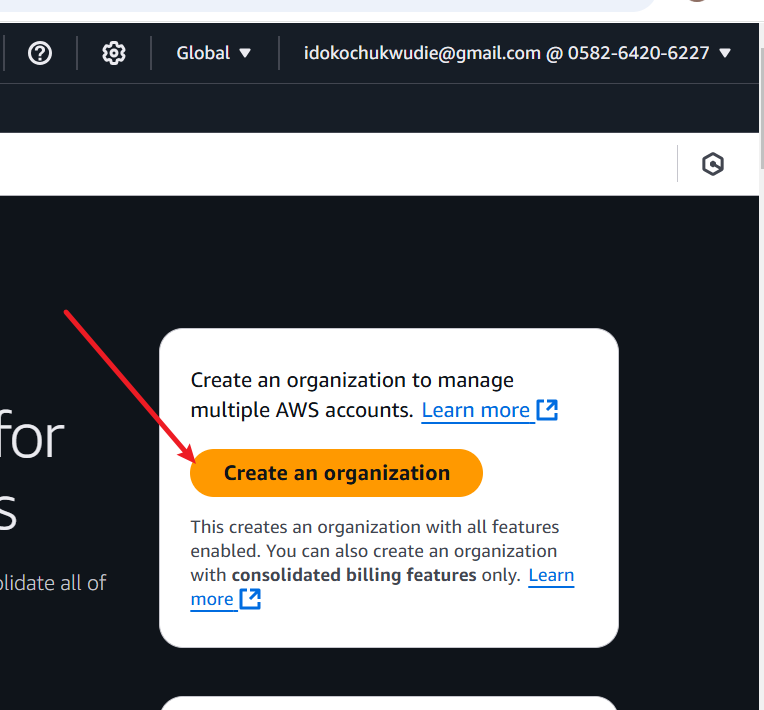 Global
idokochukwudie@gmail.com @ 0582-6420-6227
Create an organization to manage
multiple AWS accounts. Learn more
for
Create an organization
s
This creates an organization with all features
enabled. You can also create an organization
with consolidated billing features only. Learn
more
olidate all of